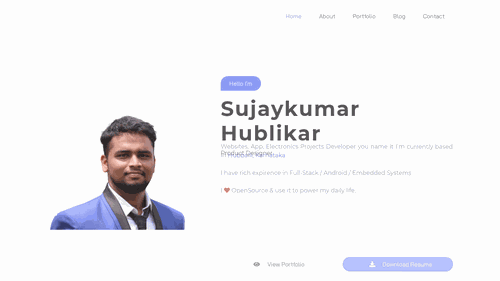 Home About Portfolio Blog Contact
Hello I'm
Sujaykumar
Hublikar
Websites, App, Electronics Projects Developer you name it I'm currently based
Product Designer
in Hubballi, Karnataka
I have rich expirence in Full-Stack / Android / Embedded Systems
I ❤ OpenSource & use it to power my daily life.
View Portfolio Download Resume